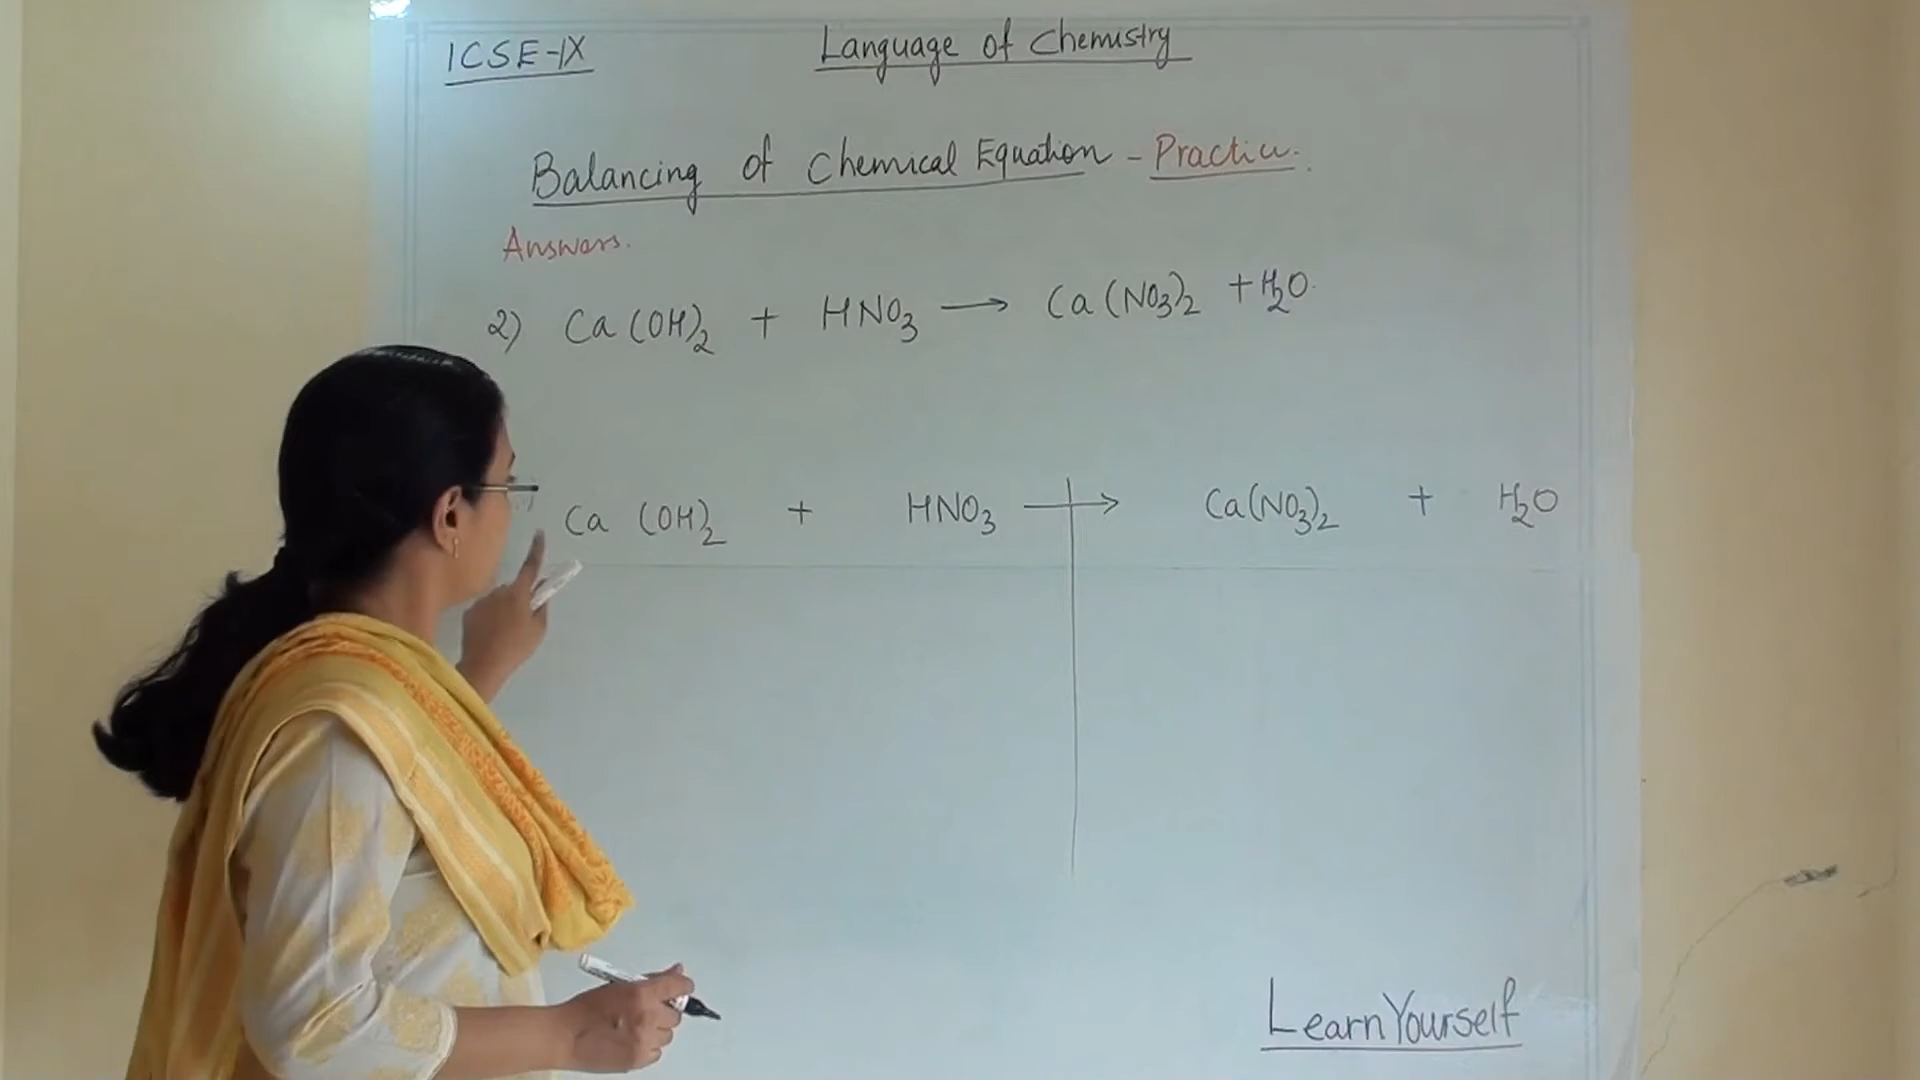 ICSE-IX
Language of Chemistry
Balancing of Chemical Equation - Practice.
Answers.
2) Ca(OH)₂ + HNO₃ ⟶ Ca(NO₃)₂ + H₂O.
Ca (OH)₂ + HNO₃ ⟶ Ca(NO₃)₂ + H₂O
LearnYourself